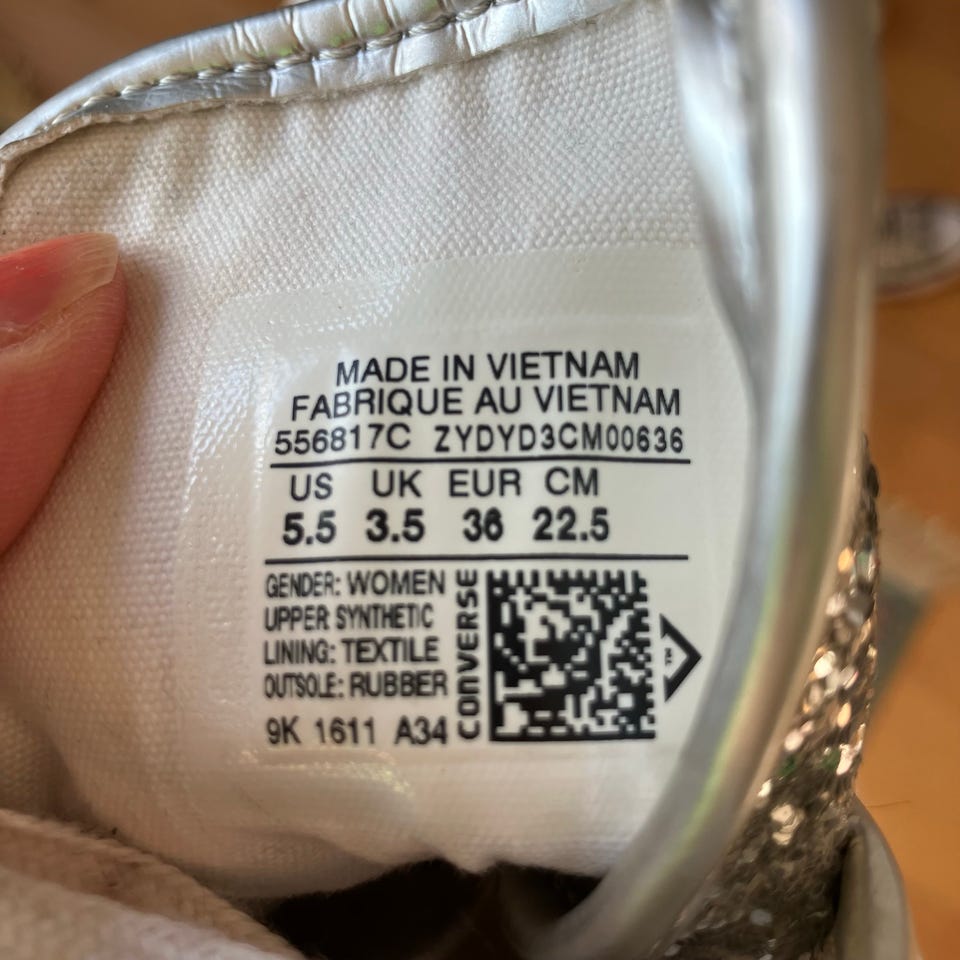 MADE IN VIETNAM
FABRIQUE AU VIETNAM
556817C ZYDYD3CM00636
US UK EUR CM
5.5 3.5 36 22.5
GENDER: WOMEN
UPPER SYNTHETIC
LINING: TEXTILE
OUTSOLE: RUBBER
9K 1611 A34
CONVERSE
TM